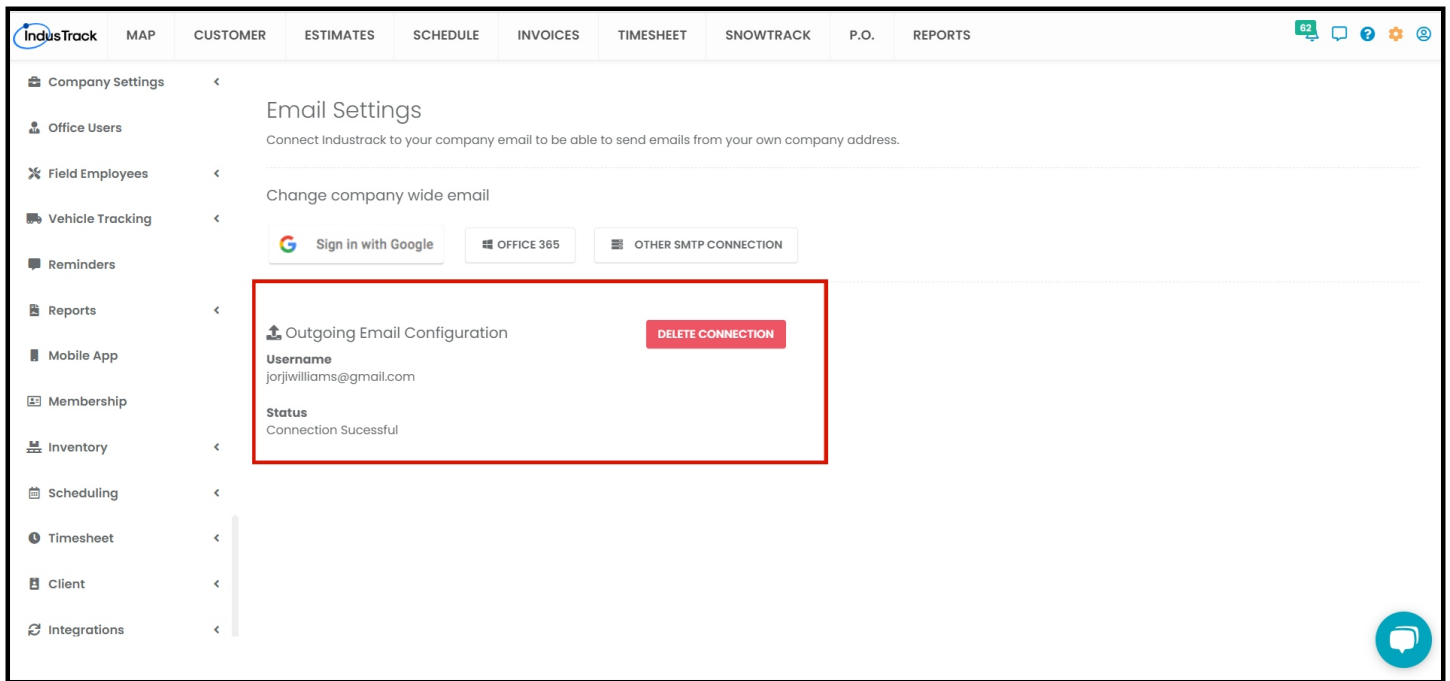 IndusTrack MAP CUSTOMER ESTIMATES SCHEDULE INVOICES TIMESHEET SNOWTRACK P.O. REPORTS 62
Company Settings
Office Users
Field Employees
Vehicle Tracking
Reminders
Reports
Mobile App
Membership
Inventory
Scheduling
Timesheet
Client
Integrations
Email Settings
Connect Industrack to your company email to be able to send emails from your own company address.
Change company wide email
Sign in with Google OFFICE 365 OTHER SMTP CONNECTION
Outgoing Email Configuration DELETE CONNECTION
Username
jorjiwilliams@gmail.com
Status
Connection Sucessful